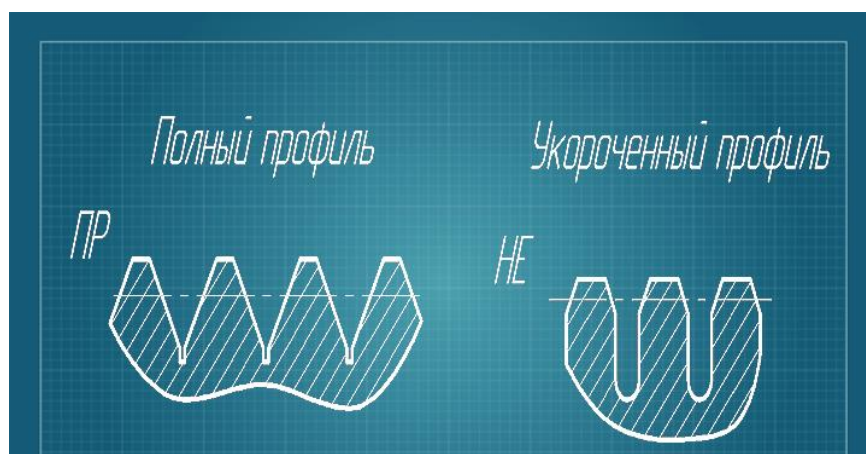 Полный профиль
Укороченный профиль
ПР
НЕ